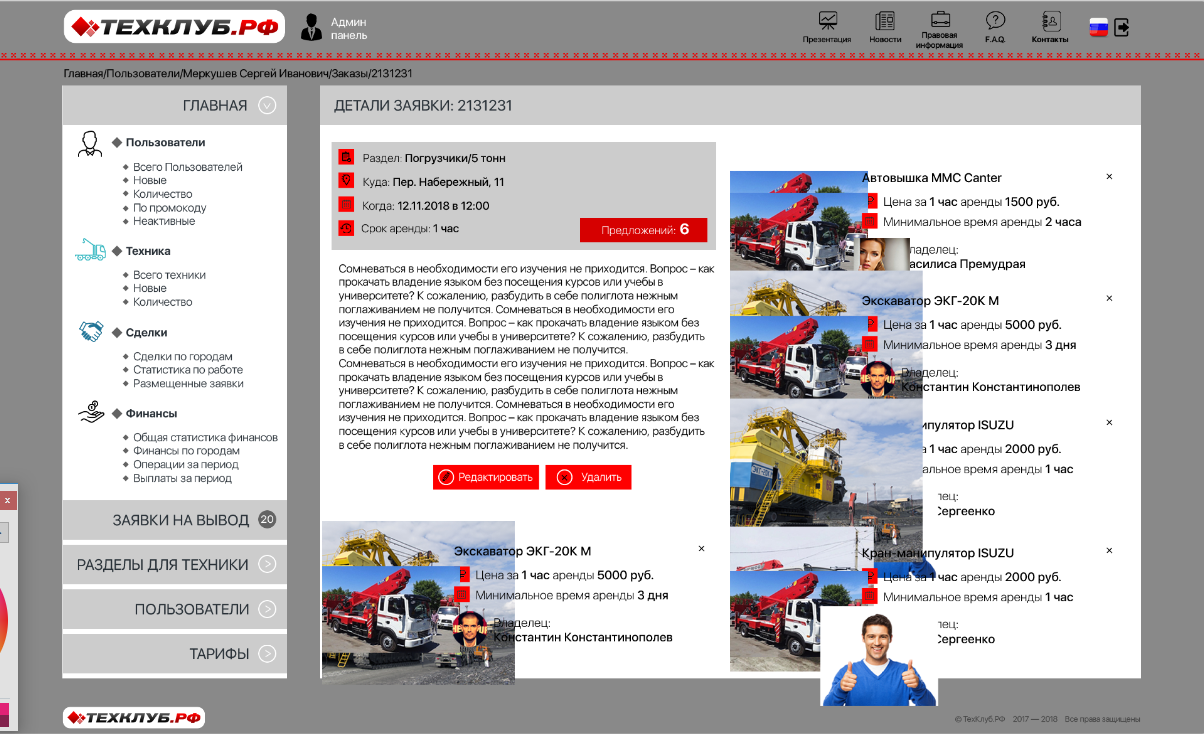 ТЕХКЛУБ.РФ
Админ
панель
Презентация
Новости
Правовая
информация
F.A.Q.
Контакты
Главная/Пользователи/Меркушев Сергей Иванович/Заказы/2131231
ГЛАВНАЯ
Пользователи
Всего Пользователей
Новые
Количество
По промокоду
Неактивные
Техника
Всего техники
Новые
Количество
Сделки
Сделки по городам
Статистика по работе
Размещенные заявки
Финансы
Общая статистика финансов
Финансы по городам
Операции за период
Выплаты за период
ЗАЯВКИ НА ВЫВОД 20
РАЗДЕЛЫ ДЛЯ ТЕХНИКИ
ПОЛЬЗОВАТЕЛИ
ТАРИФЫ
ДЕТАЛИ ЗАЯВКИ: 2131231
Раздел: Погрузчики/5 тонн
Куда: Пер. Набережный, 11
Когда: 12.11.2018 в 12:00
Срок аренды: 1 час
Предложений: 6
Сомневаться в необходимости его изучения не приходится. Вопрос – как
прокачать владение языком без посещения курсов или учебы в
университете? К сожалению, разбудить в себе полиглота нежным
поглаживанием не получится. Сомневаться в необходимости его
изучения не приходится. Вопрос – как прокачать владение языком без
посещения курсов или учебы в университете? К сожалению, разбудить
в себе полиглота нежным поглаживанием не получится.
Сомневаться в необходимости его изучения не приходится. Вопрос – как
прокачать владение языком без посещения курсов или учебы в
университете? К сожалению, разбудить в себе полиглота нежным
поглаживанием не получится. Сомневаться в необходимости его
изучения не приходится. Вопрос – как прокачать владение языком без
посещения курсов или учебы в университете? К сожалению, разбудить
в себе полиглота нежным поглаживанием не получится.
Редактировать
Удалить
Экскаватор ЭКГ-20К М
Цена за 1 час аренды 5000 руб.
Минимальное время аренды 3 дня
Владелец:
Константин Константинополев
Автовышка ММС Canter
Цена за 1 час аренды 1500 руб.
Минимальное время аренды 2 часа
ладелец:
асилиса Премудрая
Экскаватор ЭКГ-20К М
Цена за 1 час аренды 5000 руб.
Минимальное время аренды 3 дня
Владелец:
Константин Константинополев
нипулятор ISUZU
а 1 час аренды 2000 руб.
альное время аренды 1 час
лец:
Сергеенко
Кран-манипулятор ISUZU
Цена за 1 час аренды 2000 руб.
Минимальное время аренды 1 час
лец:
Сергеенко
ТЕХКЛУБ.РФ
© ТехКлуб.РФ 2017 — 2018 Все права защищены